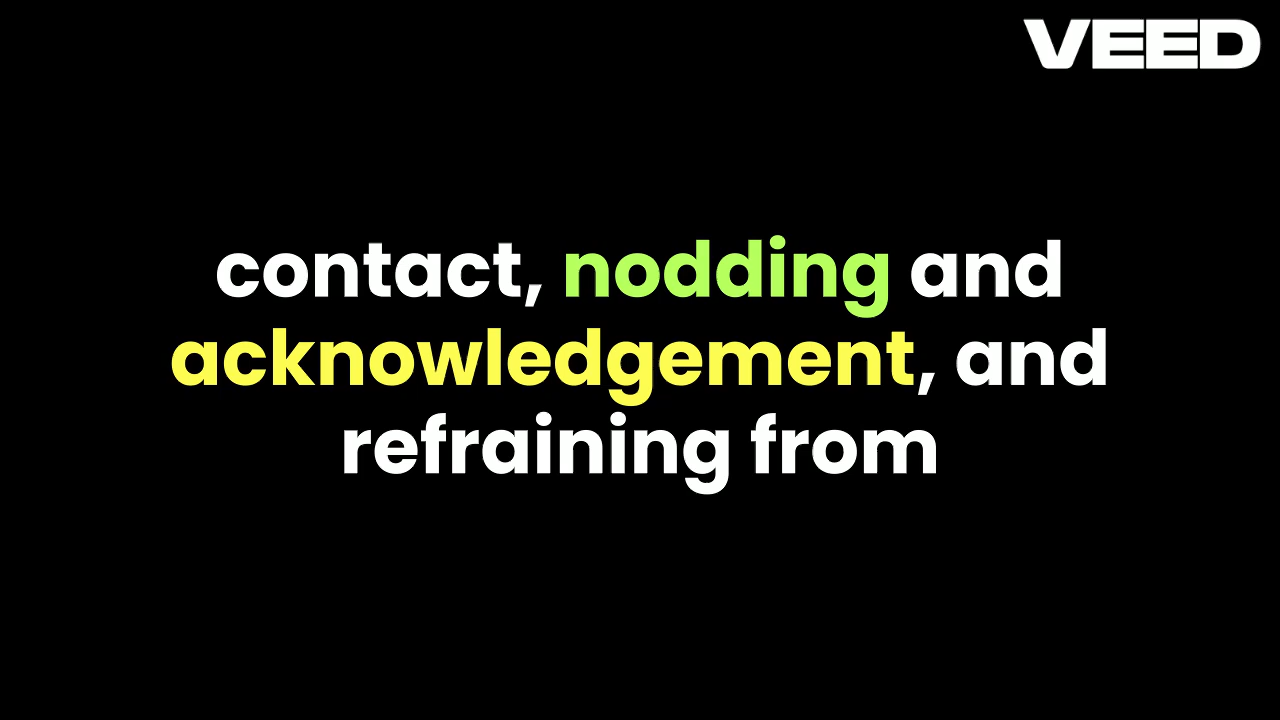 VEED
contact, nodding and
acknowledgement, and
refraining from